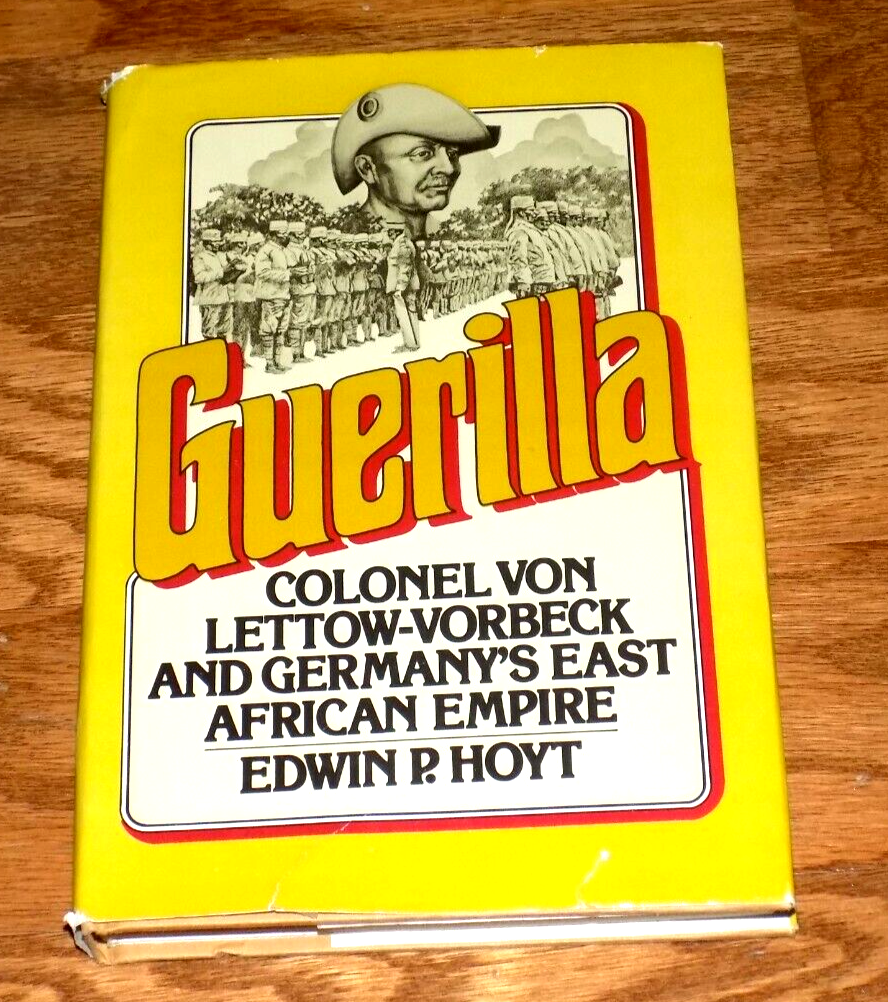 Guerilla
COLONEL VON
LETTOW-VORBECK
AND GERMANY'S EAST
AFRICAN EMPIRE
EDWIN P. HOYT